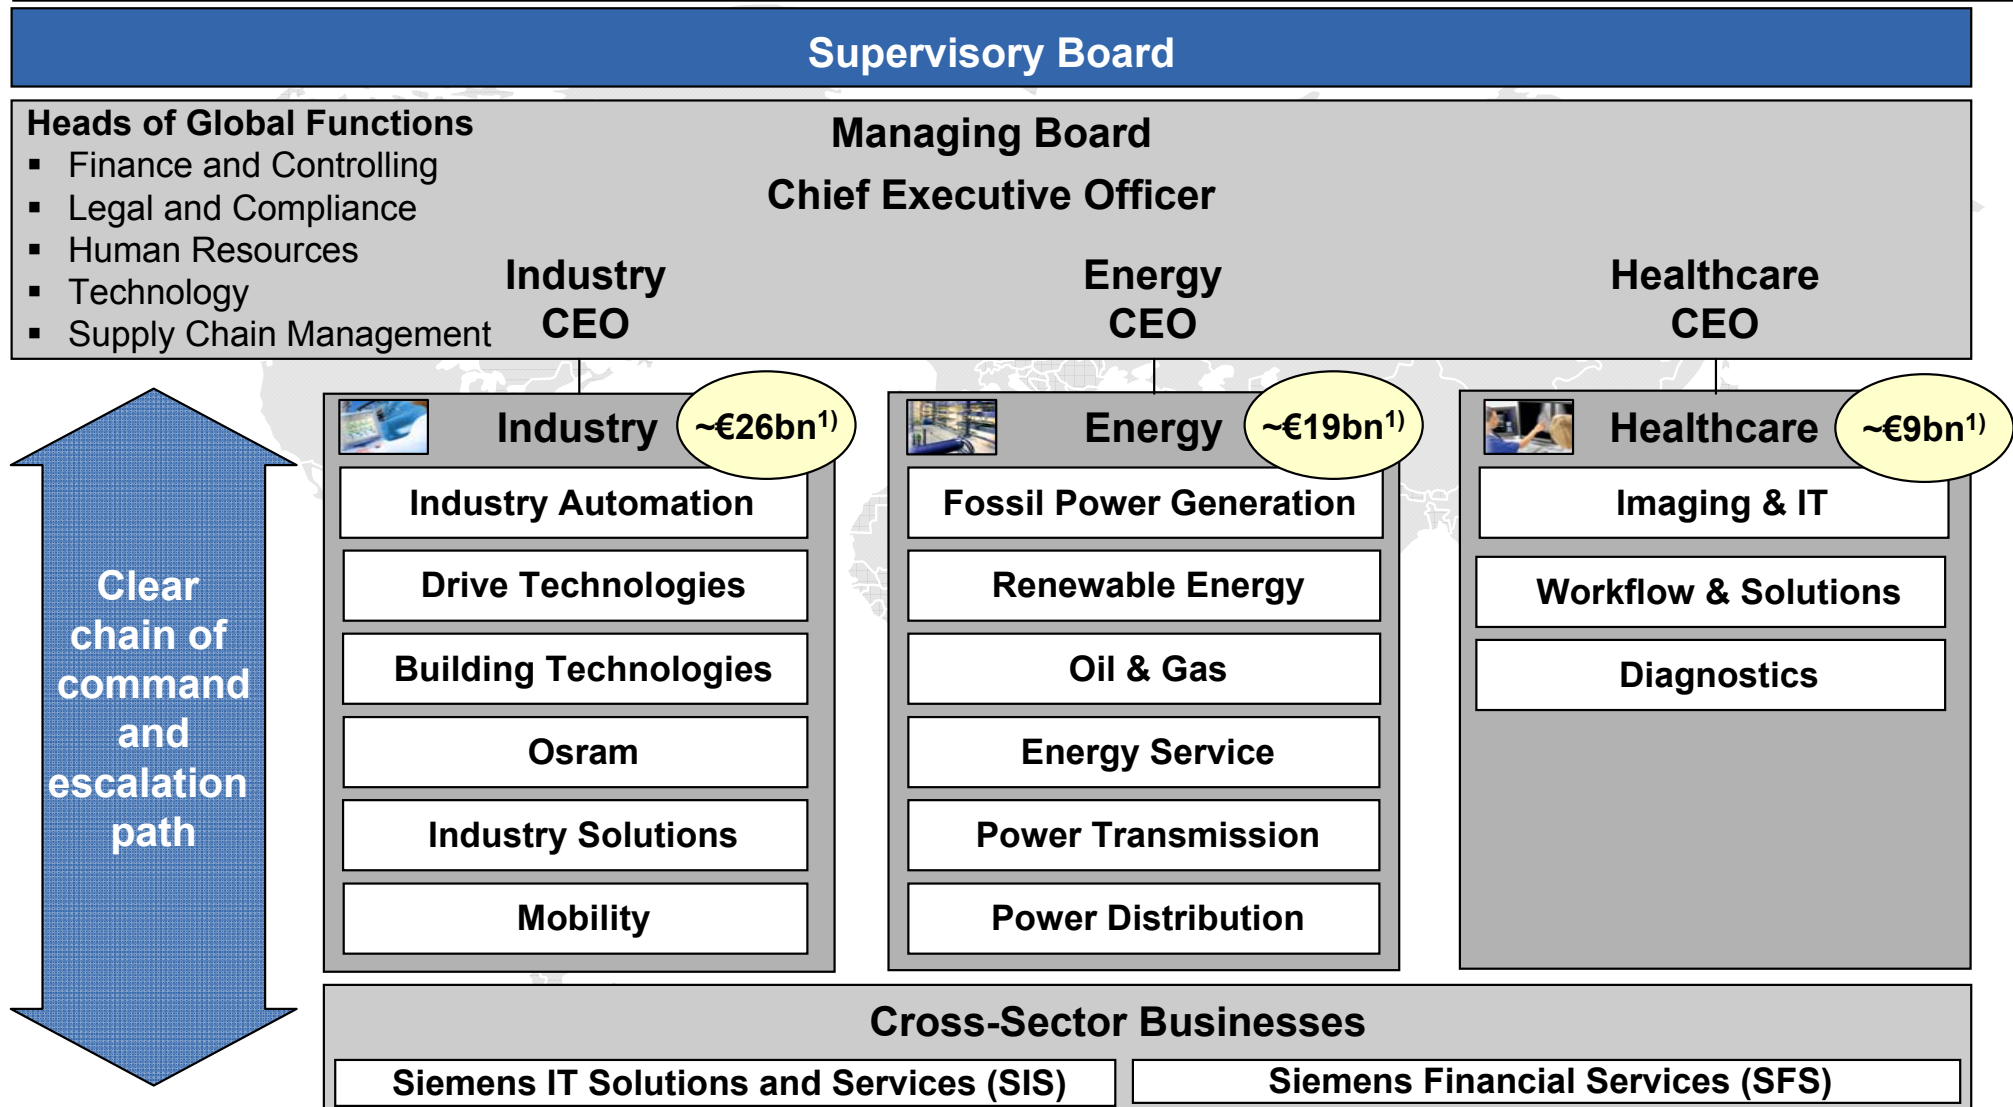 Supervisory Board
Heads of Global Functions
▪ Finance and Controlling
▪ Legal and Compliance
▪ Human Resources
▪ Technology
▪ Supply Chain Management
Managing Board
Chief Executive Officer
Industry
CEO
Energy
CEO
Healthcare
CEO
Clear
chain of
command
and
escalation
path
Industry
~€26bn1)
Industry Automation
Drive Technologies
Building Technologies
Osram
Industry Solutions
Mobility
Energy
~€19bn1)
Fossil Power Generation
Renewable Energy
Oil & Gas
Energy Service
Power Transmission
Power Distribution
Healthcare
~€9bn1)
Imaging & IT
Workflow & Solutions
Diagnostics
Cross-Sector Businesses
Siemens IT Solutions and Services (SIS)
Siemens Financial Services (SFS)